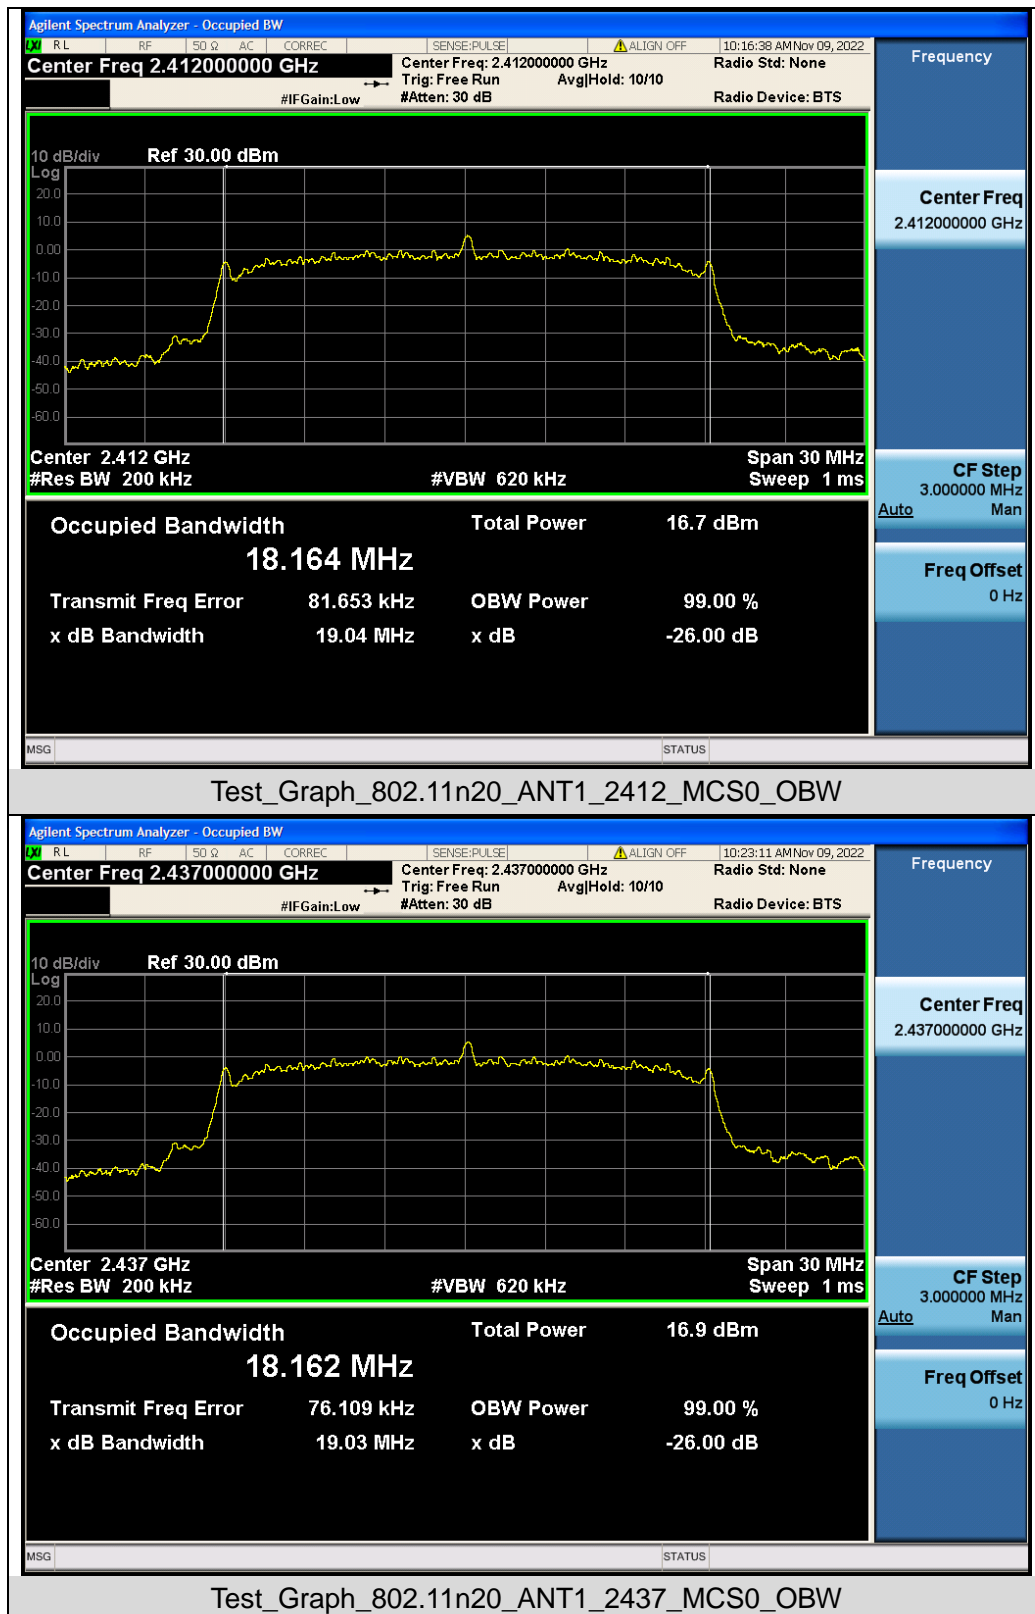 Agilent Spectrum Analyzer - Occupied BW
LXI RL RF 50 Ω AC CORREC SENSE:PULSE ALIGN OFF 10:16:38 AM Nov 09, 2022
Center Freq 2.412000000 GHz Center Freq: 2.412000000 GHz Radio Std: None
Trig: Free Run Avg|Hold: 10/10
#IFGain:Low #Atten: 30 dB Radio Device: BTS
10 dB/div Ref 30.00 dBm
Log
20.0
10.0
0.00
-10.0
-20.0
-30.0
-40.0
-50.0
-60.0
Center 2.412 GHz Span 30 MHz
#Res BW 200 kHz #VBW 620 kHz Sweep 1 ms
Occupied Bandwidth Total Power 16.7 dBm
18.164 MHz
Transmit Freq Error 81.653 kHz OBW Power 99.00 %
x dB Bandwidth 19.04 MHz x dB -26.00 dB
MSG STATUS
Frequency
Center Freq
2.412000000 GHz
CF Step
3.000000 MHz
Auto Man
Freq Offset
0 Hz
Test_Graph_802.11n20_ANT1_2412_MCS0_OBW
Agilent Spectrum Analyzer - Occupied BW
LXI RL RF 50 Ω AC CORREC SENSE:PULSE ALIGN OFF 10:23:11 AM Nov 09, 2022
Center Freq 2.437000000 GHz Center Freq: 2.437000000 GHz Radio Std: None
Trig: Free Run Avg|Hold: 10/10
#IFGain:Low #Atten: 30 dB Radio Device: BTS
10 dB/div Ref 30.00 dBm
Log
20.0
10.0
0.00
-10.0
-20.0
-30.0
-40.0
-50.0
-60.0
Center 2.437 GHz Span 30 MHz
#Res BW 200 kHz #VBW 620 kHz Sweep 1 ms
Occupied Bandwidth Total Power 16.9 dBm
18.162 MHz
Transmit Freq Error 76.109 kHz OBW Power 99.00 %
x dB Bandwidth 19.03 MHz x dB -26.00 dB
MSG STATUS
Frequency
Center Freq
2.437000000 GHz
CF Step
3.000000 MHz
Auto Man
Freq Offset
0 Hz
Test_Graph_802.11n20_ANT1_2437_MCS0_OBW